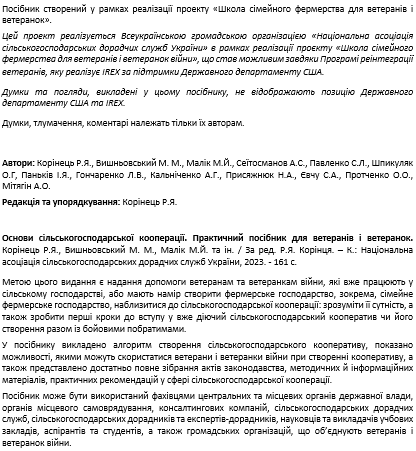 Посібник створений у рамках реалізації проекту «Школа сімейного фермерства для ветеранів і
ветеранок».
Цей проект реалізується Всеукраїнською громадською організацією «Національна асоціація
сільськогосподарських дорадчих служб України» в рамках реалізації проекту «Школа сімейного
фермерства для ветеранів і ветеранок війни», що став можливим завдяки Програмі реінтеграції
ветеранів, яку реалізує IREX за підтримки Державного департаменту США.
Думки та погляди, викладені у цьому посібнику, не відображають позицію Державного
департаменту США та IREX.
Думки, тлумачення, коментарі належать тільки їх авторам.
Автори: Корінець Р.Я., Вишньовський М. М., Малік М.Й., Сеїтосманов А.С., Павленко С.Л., Шпикуляк
О.Г, Паньків І.Я., Гончаренко Л.В., Кальніченко А.Г., Присяжнюк Н.А., Євчу С.А., Протченко О.О.,
Мітягін А.О.
Редакція та упорядкування: Корінець Р.Я.
Основи сільськогосподарської кооперації. Практичний посібник для ветеранів і ветеранок.
Корінець Р.Я., Вишньовський М. М., Малік М.Й. та ін. / За ред. Р.Я. Корінця. – К.: Національна
асоціація сільськогосподарських дорадчих служб України, 2023. - 161 с.
Метою цього видання є надання допомоги ветеранам та ветеранкам війни, які вже працюють у
сільському господарстві, або мають намір створити фермерське господарство, зокрема, сімейне
фермерське господарство, наблизитись до сільськогосподарської кооперації: зрозуміти її сутність, а
також зробити перші кроки до вступу у вже діючий сільськогосподарський кооператив чи його
створення разом із бойовими побратимами.
У посібнику викладено алгоритм створення сільськогосподарського кооперативу, показано
можливості, якими можуть скористатися ветерани і ветеранки війни при створенні кооперативу, а
також представлено достатньо повне зібрання актів законодавства, методичних й інформаційних
матеріалів, практичних рекомендацій у сфері сільськогосподарської кооперації.
Посібник може бути використаний фахівцями центральних та місцевих органів державної влади,
органів місцевого самоврядування, консалтингових компаній, сільськогосподарських дорадчих
служб, сільськогосподарських дорадників та експертів-дорадників, науковців та викладачів учбових
закладів, аспірантів та студентів, а також громадських організацій, що об’єднують ветеранів і
ветеранок війни.